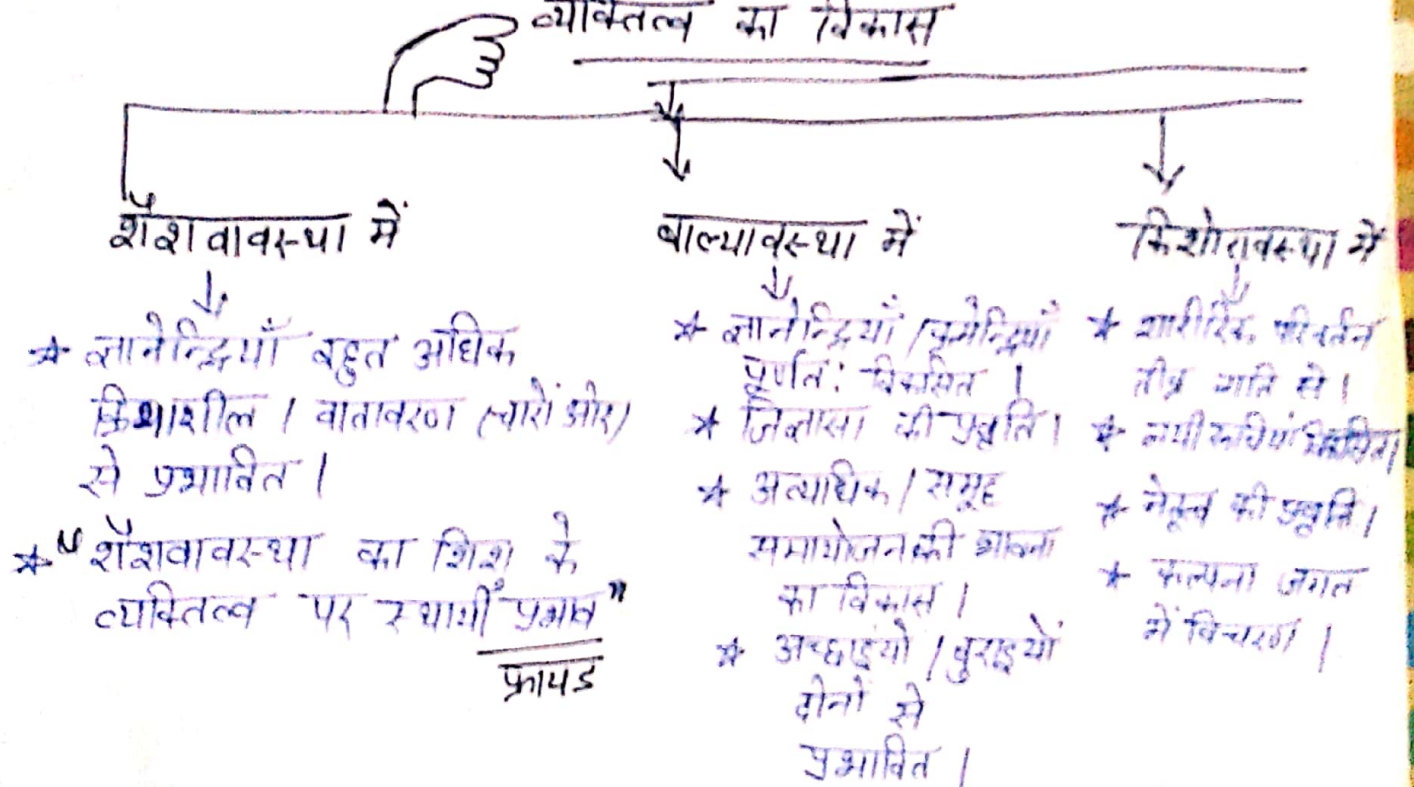 व्यक्तित्व का विकास
शैशवावस्था में
★ ज्ञानेन्द्रियाँ बहुत अधिक
क्रियाशील / वातावरण (चारों ओर)
से प्रभावित ।
★ "शैशवावस्था का शिशु के
व्यक्तित्व पर स्थायी प्रभाव"
फ्रायड
बाल्यावस्था में
★ ज्ञानेन्द्रियाँ / कर्मेन्द्रियाँ
पूर्णत: विकसित ।
★ जिज्ञासा की प्रवृति ।
★ अत्याधिक / समूह
समायोजन की भावना
का विकास ।
★ अच्छाइयों / बुराइयों
दोनों से
प्रभावित ।
किशोरावस्था में
★ शारीरिक परिवर्तन
तीव्र गति से ।
★ नयी रुचियां विकसित ।
★ नेतृत्व की प्रवृति ।
★ कल्पना जगत
में विचरण ।